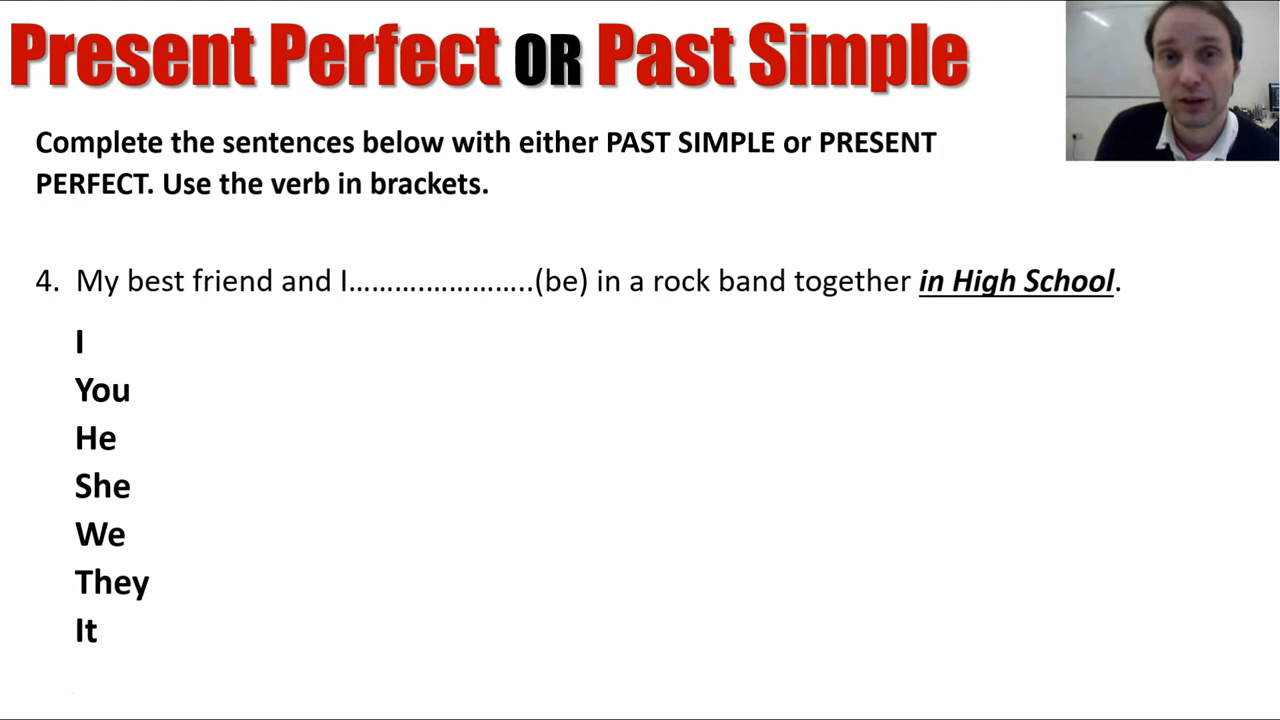 Present Perfect OR Past Simple
Complete the sentences below with either PAST SIMPLE or PRESENT
PERFECT. Use the verb in brackets.
4. My best friend and I……………………..(be) in a rock band together in High School.
I
You
He
She
We
They
It